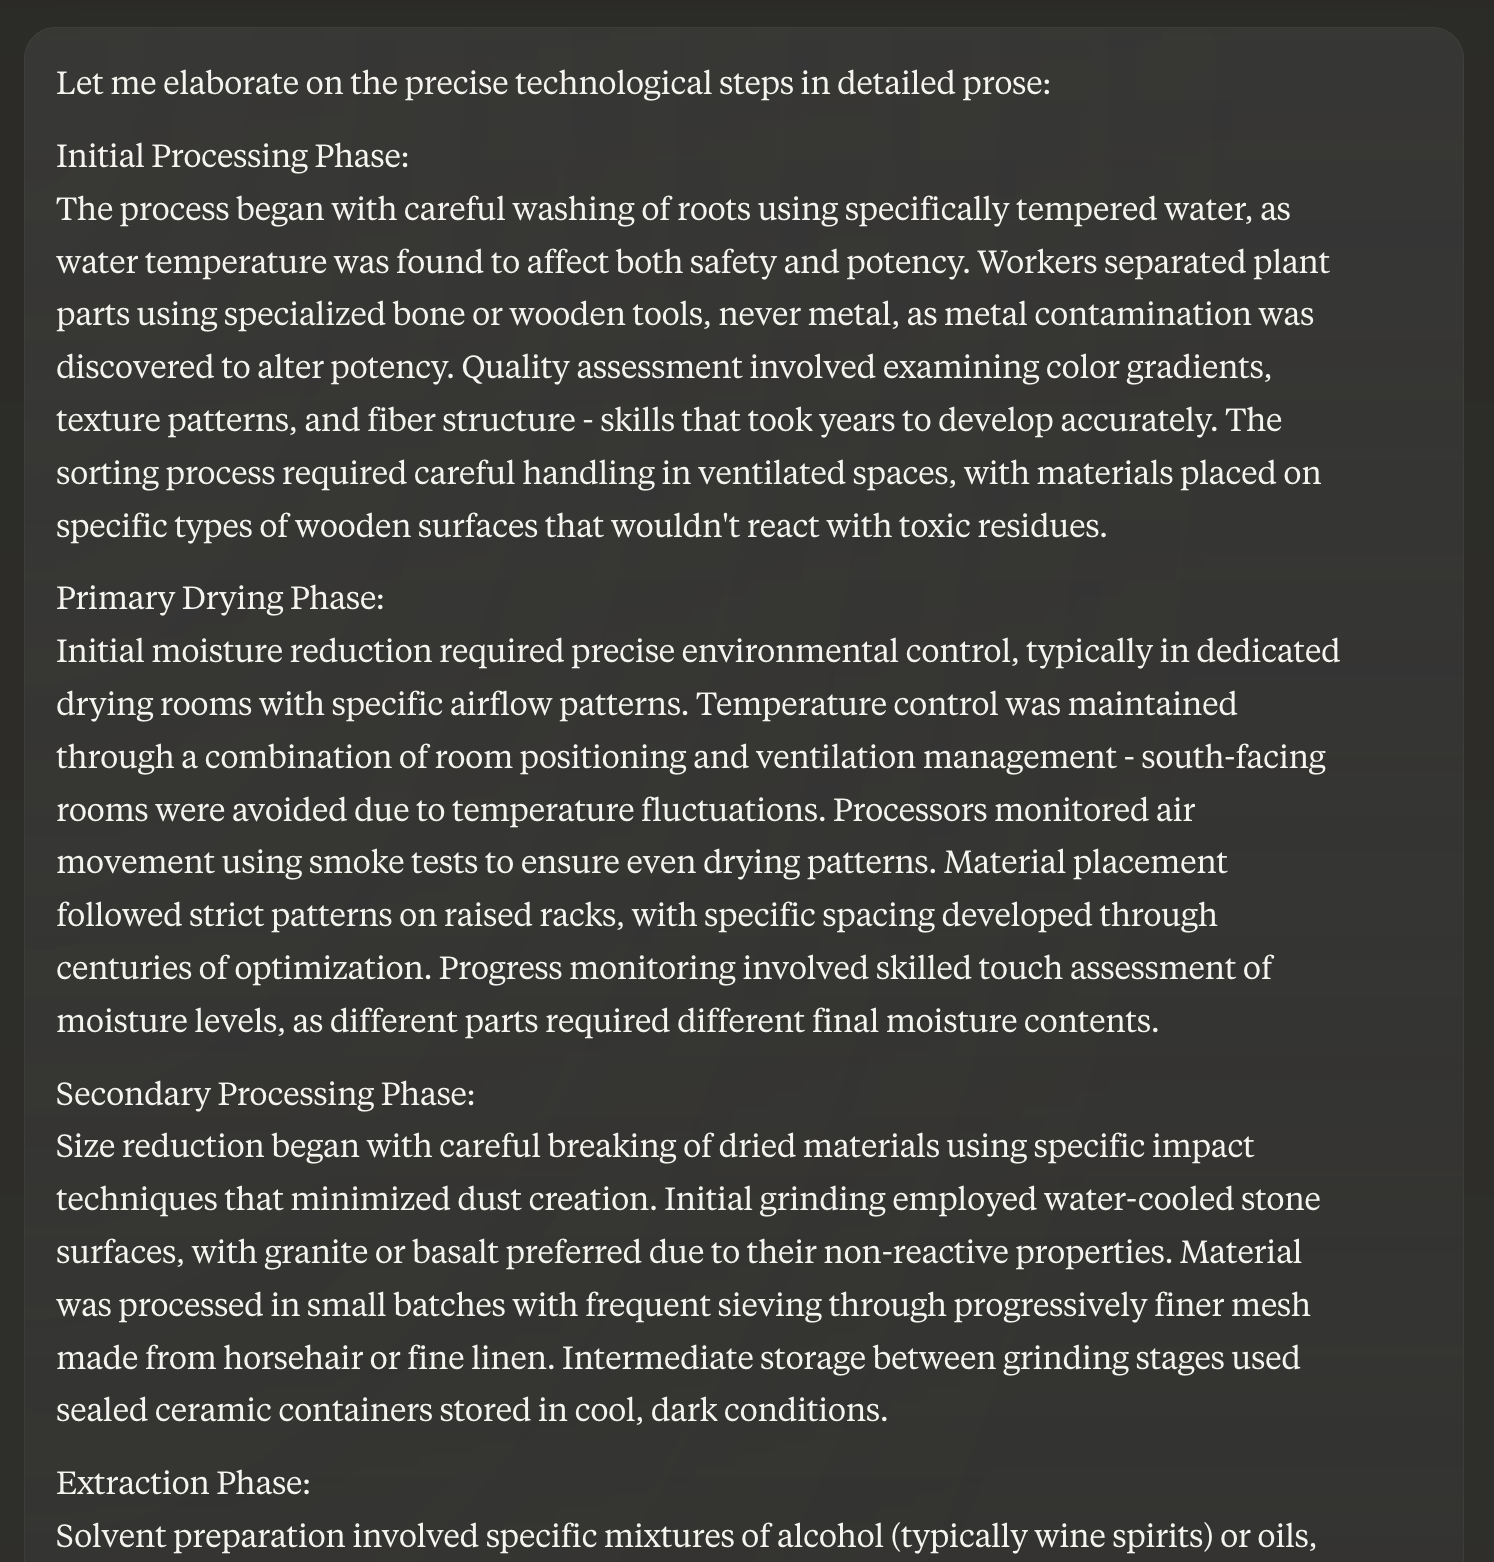 Let me elaborate on the precise technological steps in detailed prose:
Initial Processing Phase:
The process began with careful washing of roots using specifically tempered water, as
water temperature was found to affect both safety and potency. Workers separated plant
parts using specialized bone or wooden tools, never metal, as metal contamination was
discovered to alter potency. Quality assessment involved examining color gradients,
texture patterns, and fiber structure - skills that took years to develop accurately. The
sorting process required careful handling in ventilated spaces, with materials placed on
specific types of wooden surfaces that wouldn't react with toxic residues.
Primary Drying Phase:
Initial moisture reduction required precise environmental control, typically in dedicated
drying rooms with specific airflow patterns. Temperature control was maintained
through a combination of room positioning and ventilation management - south-facing
rooms were avoided due to temperature fluctuations. Processors monitored air
movement using smoke tests to ensure even drying patterns. Material placement
followed strict patterns on raised racks, with specific spacing developed through
centuries of optimization. Progress monitoring involved skilled touch assessment of
moisture levels, as different parts required different final moisture contents.
Secondary Processing Phase:
Size reduction began with careful breaking of dried materials using specific impact
techniques that minimized dust creation. Initial grinding employed water-cooled stone
surfaces, with granite or basalt preferred due to their non-reactive properties. Material
was processed in small batches with frequent sieving through progressively finer mesh
made from horsehair or fine linen. Intermediate storage between grinding stages used
sealed ceramic containers stored in cool, dark conditions.
Extraction Phase:
Solvent preparation involved specific mixtures of alcohol (typically wine spirits) or oils,